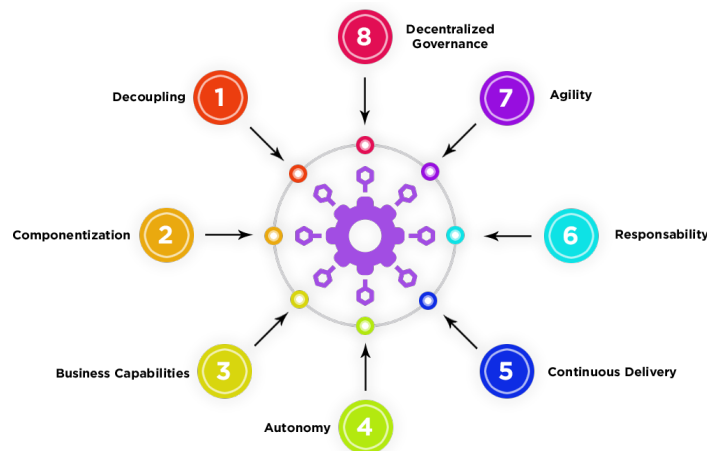 8
Decentralized
Governance
Decoupling
1
7
Agility
Componentization
2
6
Responsability
Business Capabilities
3
5
Continuous Delivery
Autonomy
4